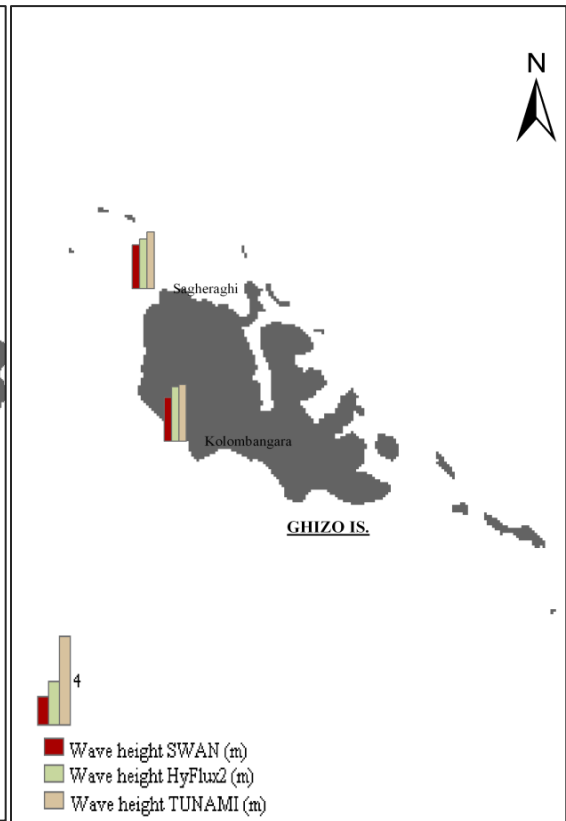 N
Sagheraghi
Kolombangara
GHIZO IS.
4
Wave height SWAN (m)
Wave height HyFlux2 (m)
Wave height TUNAMI (m)